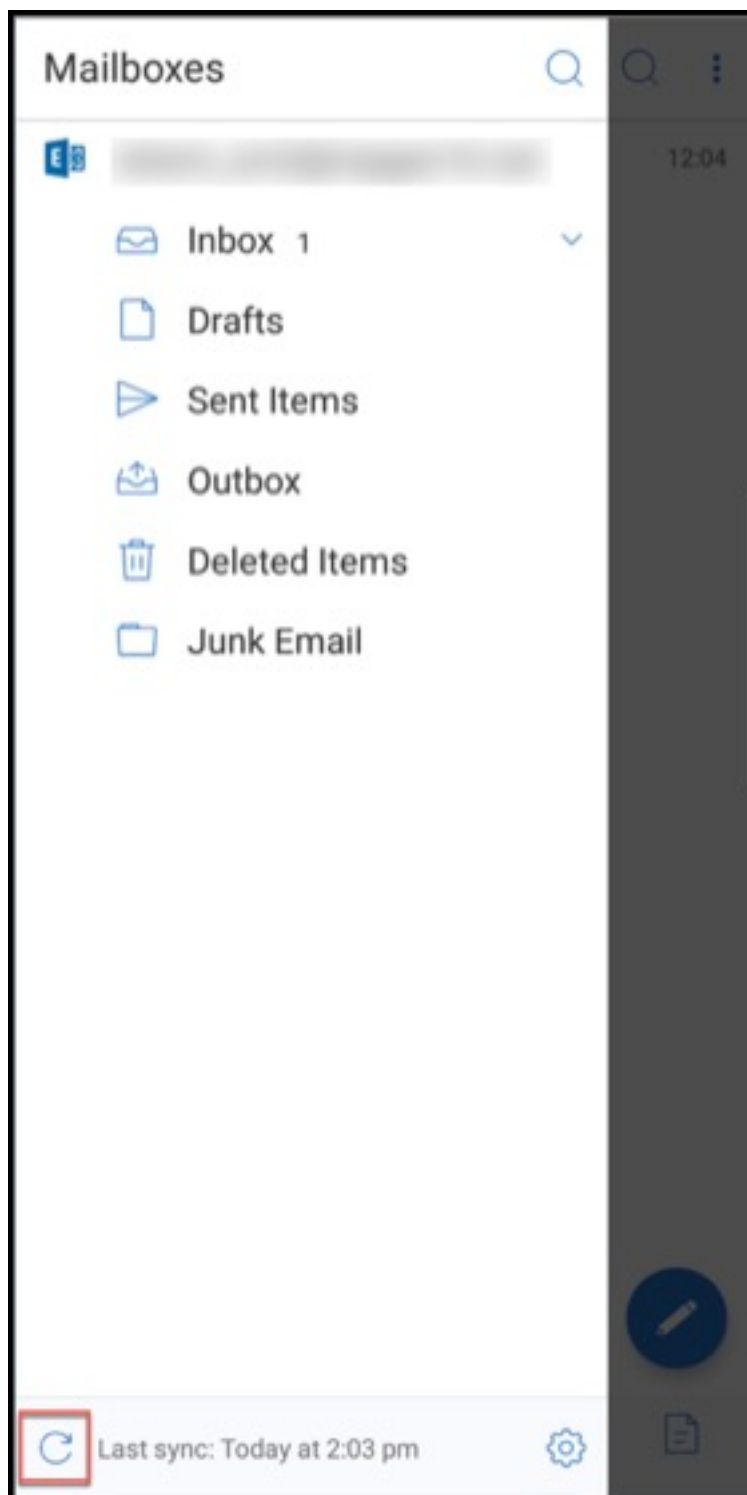 Mailboxes
12:04
Inbox 1
Drafts
Sent Items
Outbox
Deleted Items
Junk Email
Last sync: Today at 2:03 pm